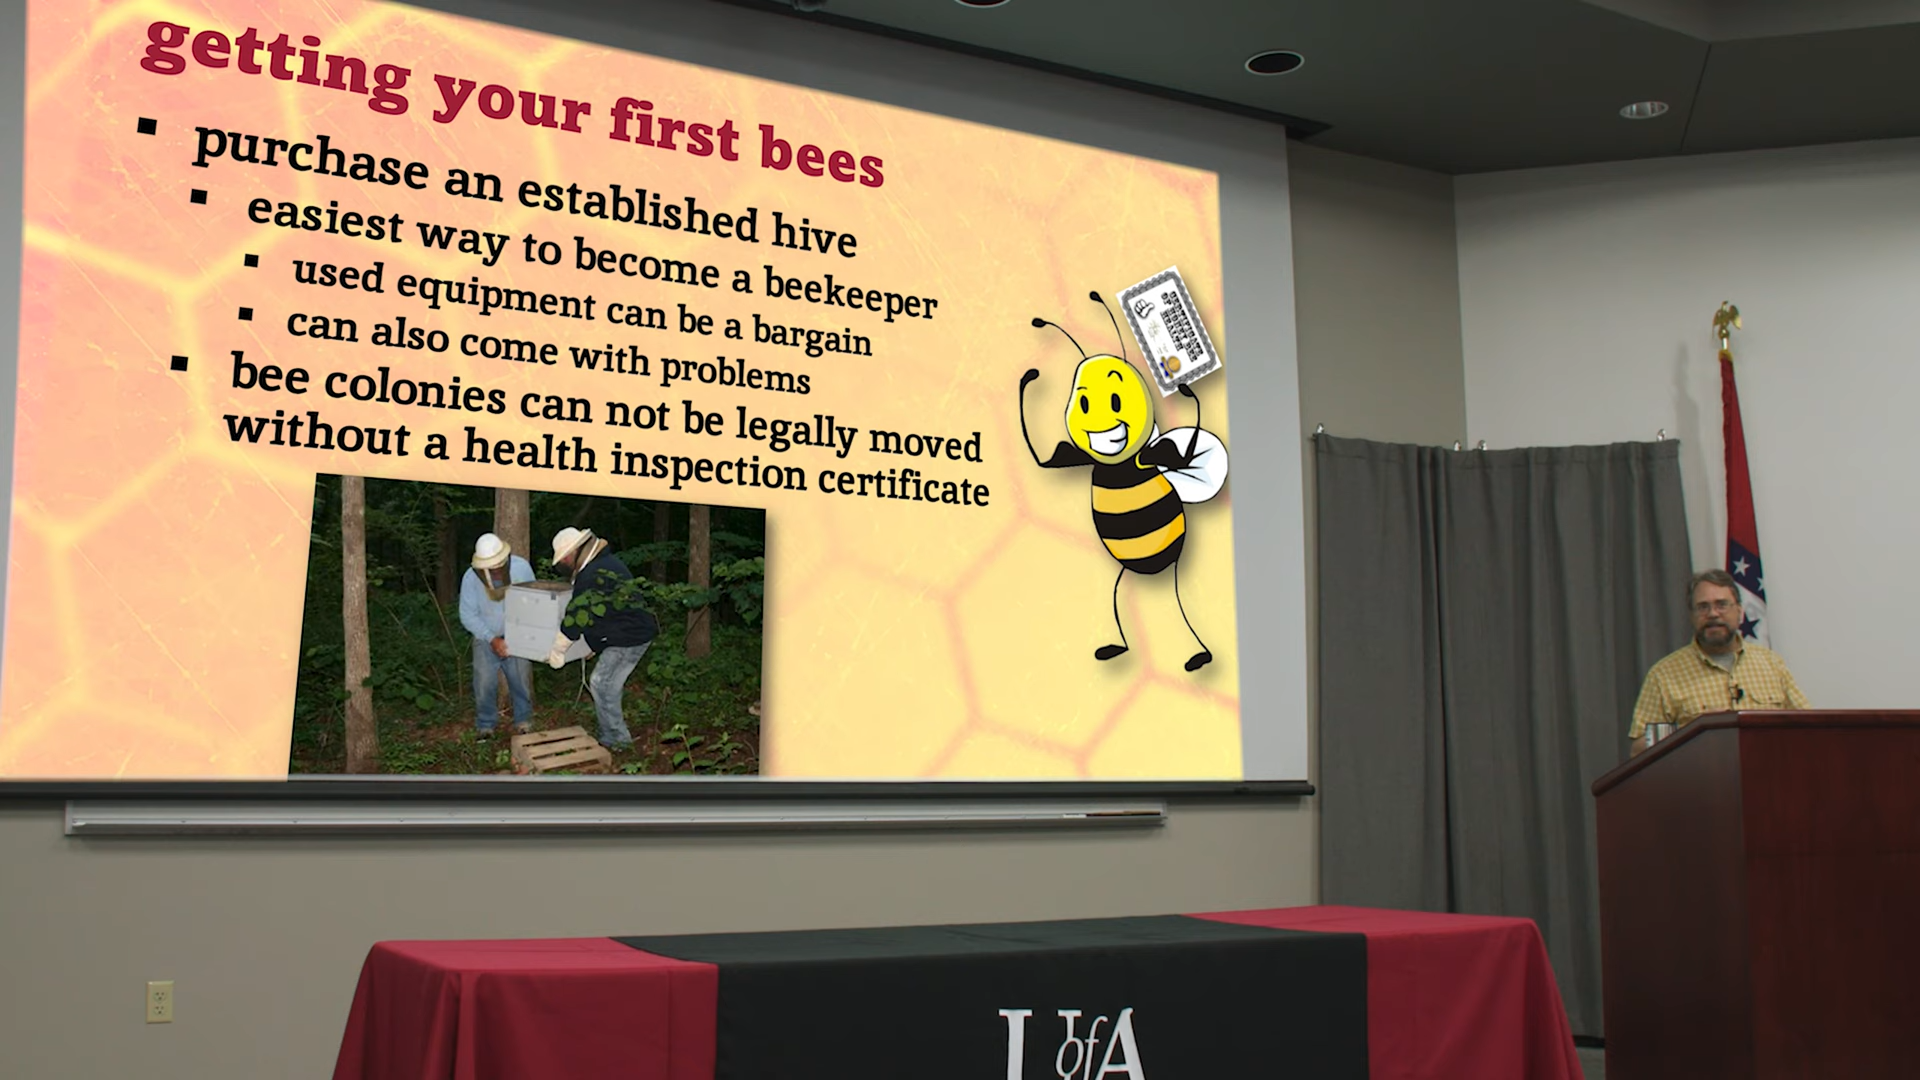 getting your first bees
▪ purchase an established hive
▪ easiest way to become a beekeeper
▪ used equipment can be a bargain
▪ can also come with problems
▪ bee colonies can not be legally moved
without a health inspection certificate
U of A